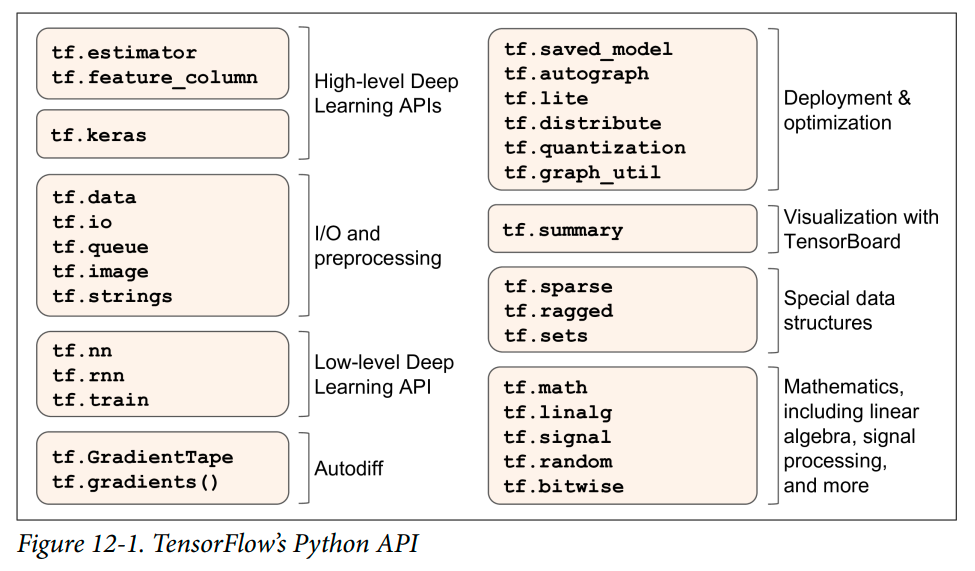 tf.estimator
tf.feature_column
tf.keras
High-level Deep
Learning APIs
tf.data
tf.io
tf.queue
tf.image
tf.strings
I/O and
preprocessing
tf.nn
tf.rnn
tf.train
Low-level Deep
Learning API
tf.GradientTape
tf.gradients()
Autodiff
tf.saved_model
tf.autograph
tf.lite
tf.distribute
tf.quantization
tf.graph_util
Deployment &
optimization
tf.summary
Visualization with
TensorBoard
tf.sparse
tf.ragged
tf.sets
Special data
structures
tf.math
tf.linalg
tf.signal
tf.random
tf.bitwise
Mathematics,
including linear
algebra, signal
processing,
and more
Figure 12-1. TensorFlow’s Python API